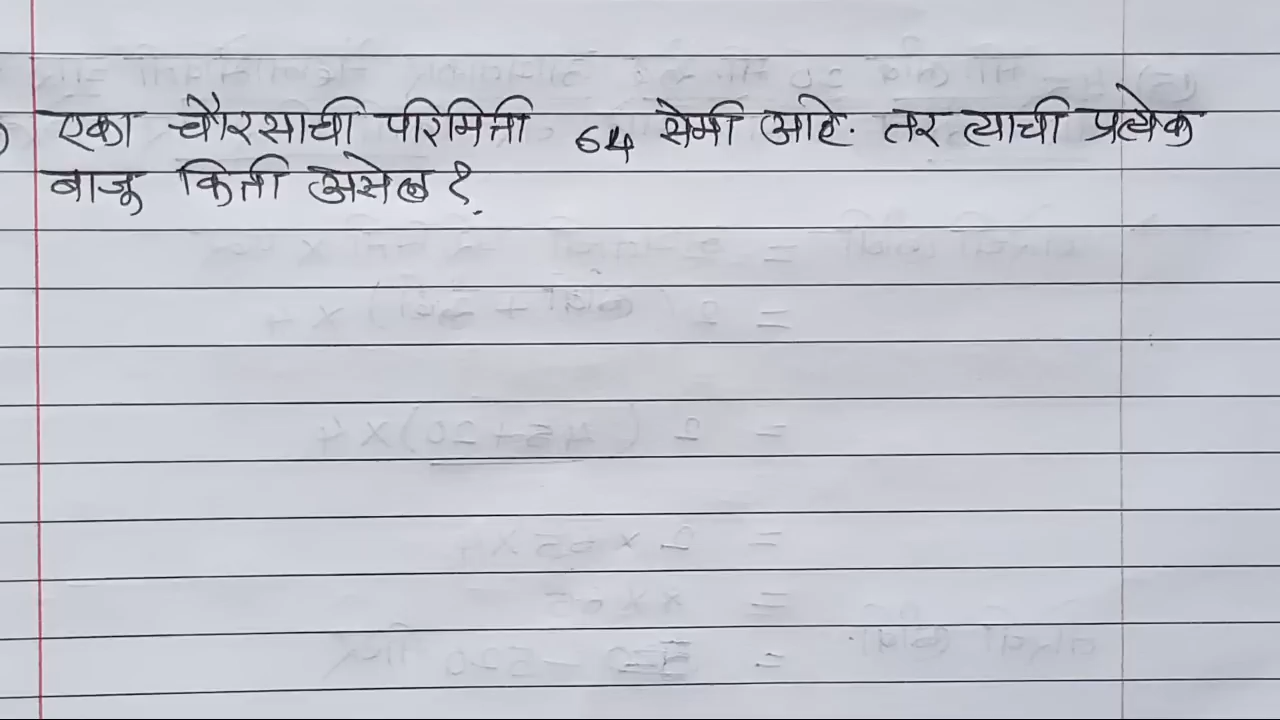 एका चौरसाची परिमिती 64 सेमी आहे. तर त्याची प्रत्येक
बाजू किती असेल ?